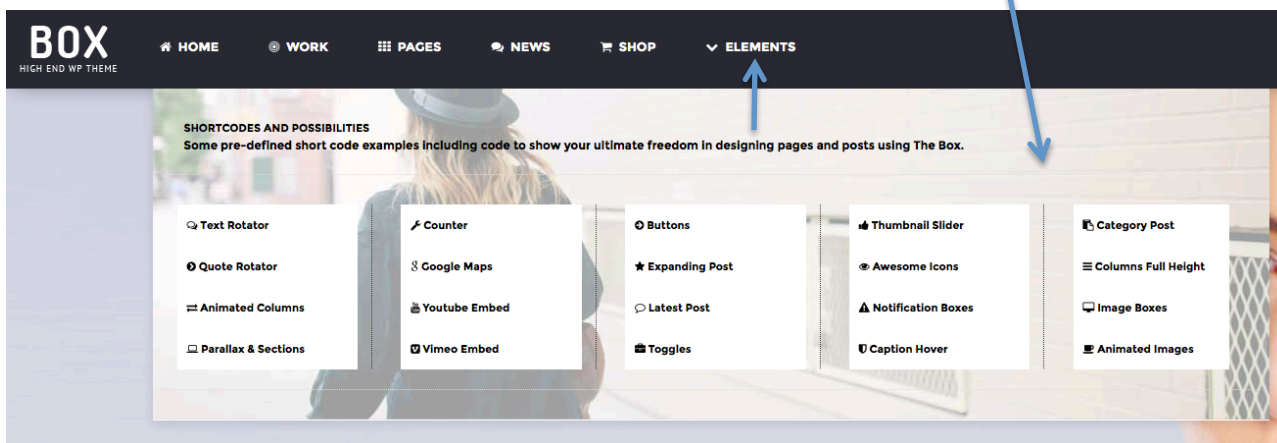 BOX
HIGH END WP THEME
HOME WORK PAGES NEWS SHOP ELEMENTS
SHORTCODES AND POSSIBILITIES
Some pre-defined short code examples including code to show your ultimate freedom in designing pages and posts using The Box.
Text Rotator
Quote Rotator
Animated Columns
Parallax & Sections
Counter
Google Maps
Youtube Embed
Vimeo Embed
Buttons
Expanding Post
Latest Post
Toggles
Thumbnail Slider
Awesome Icons
Notification Boxes
Caption Hover
Category Post
Columns Full Height
Image Boxes
Animated Images